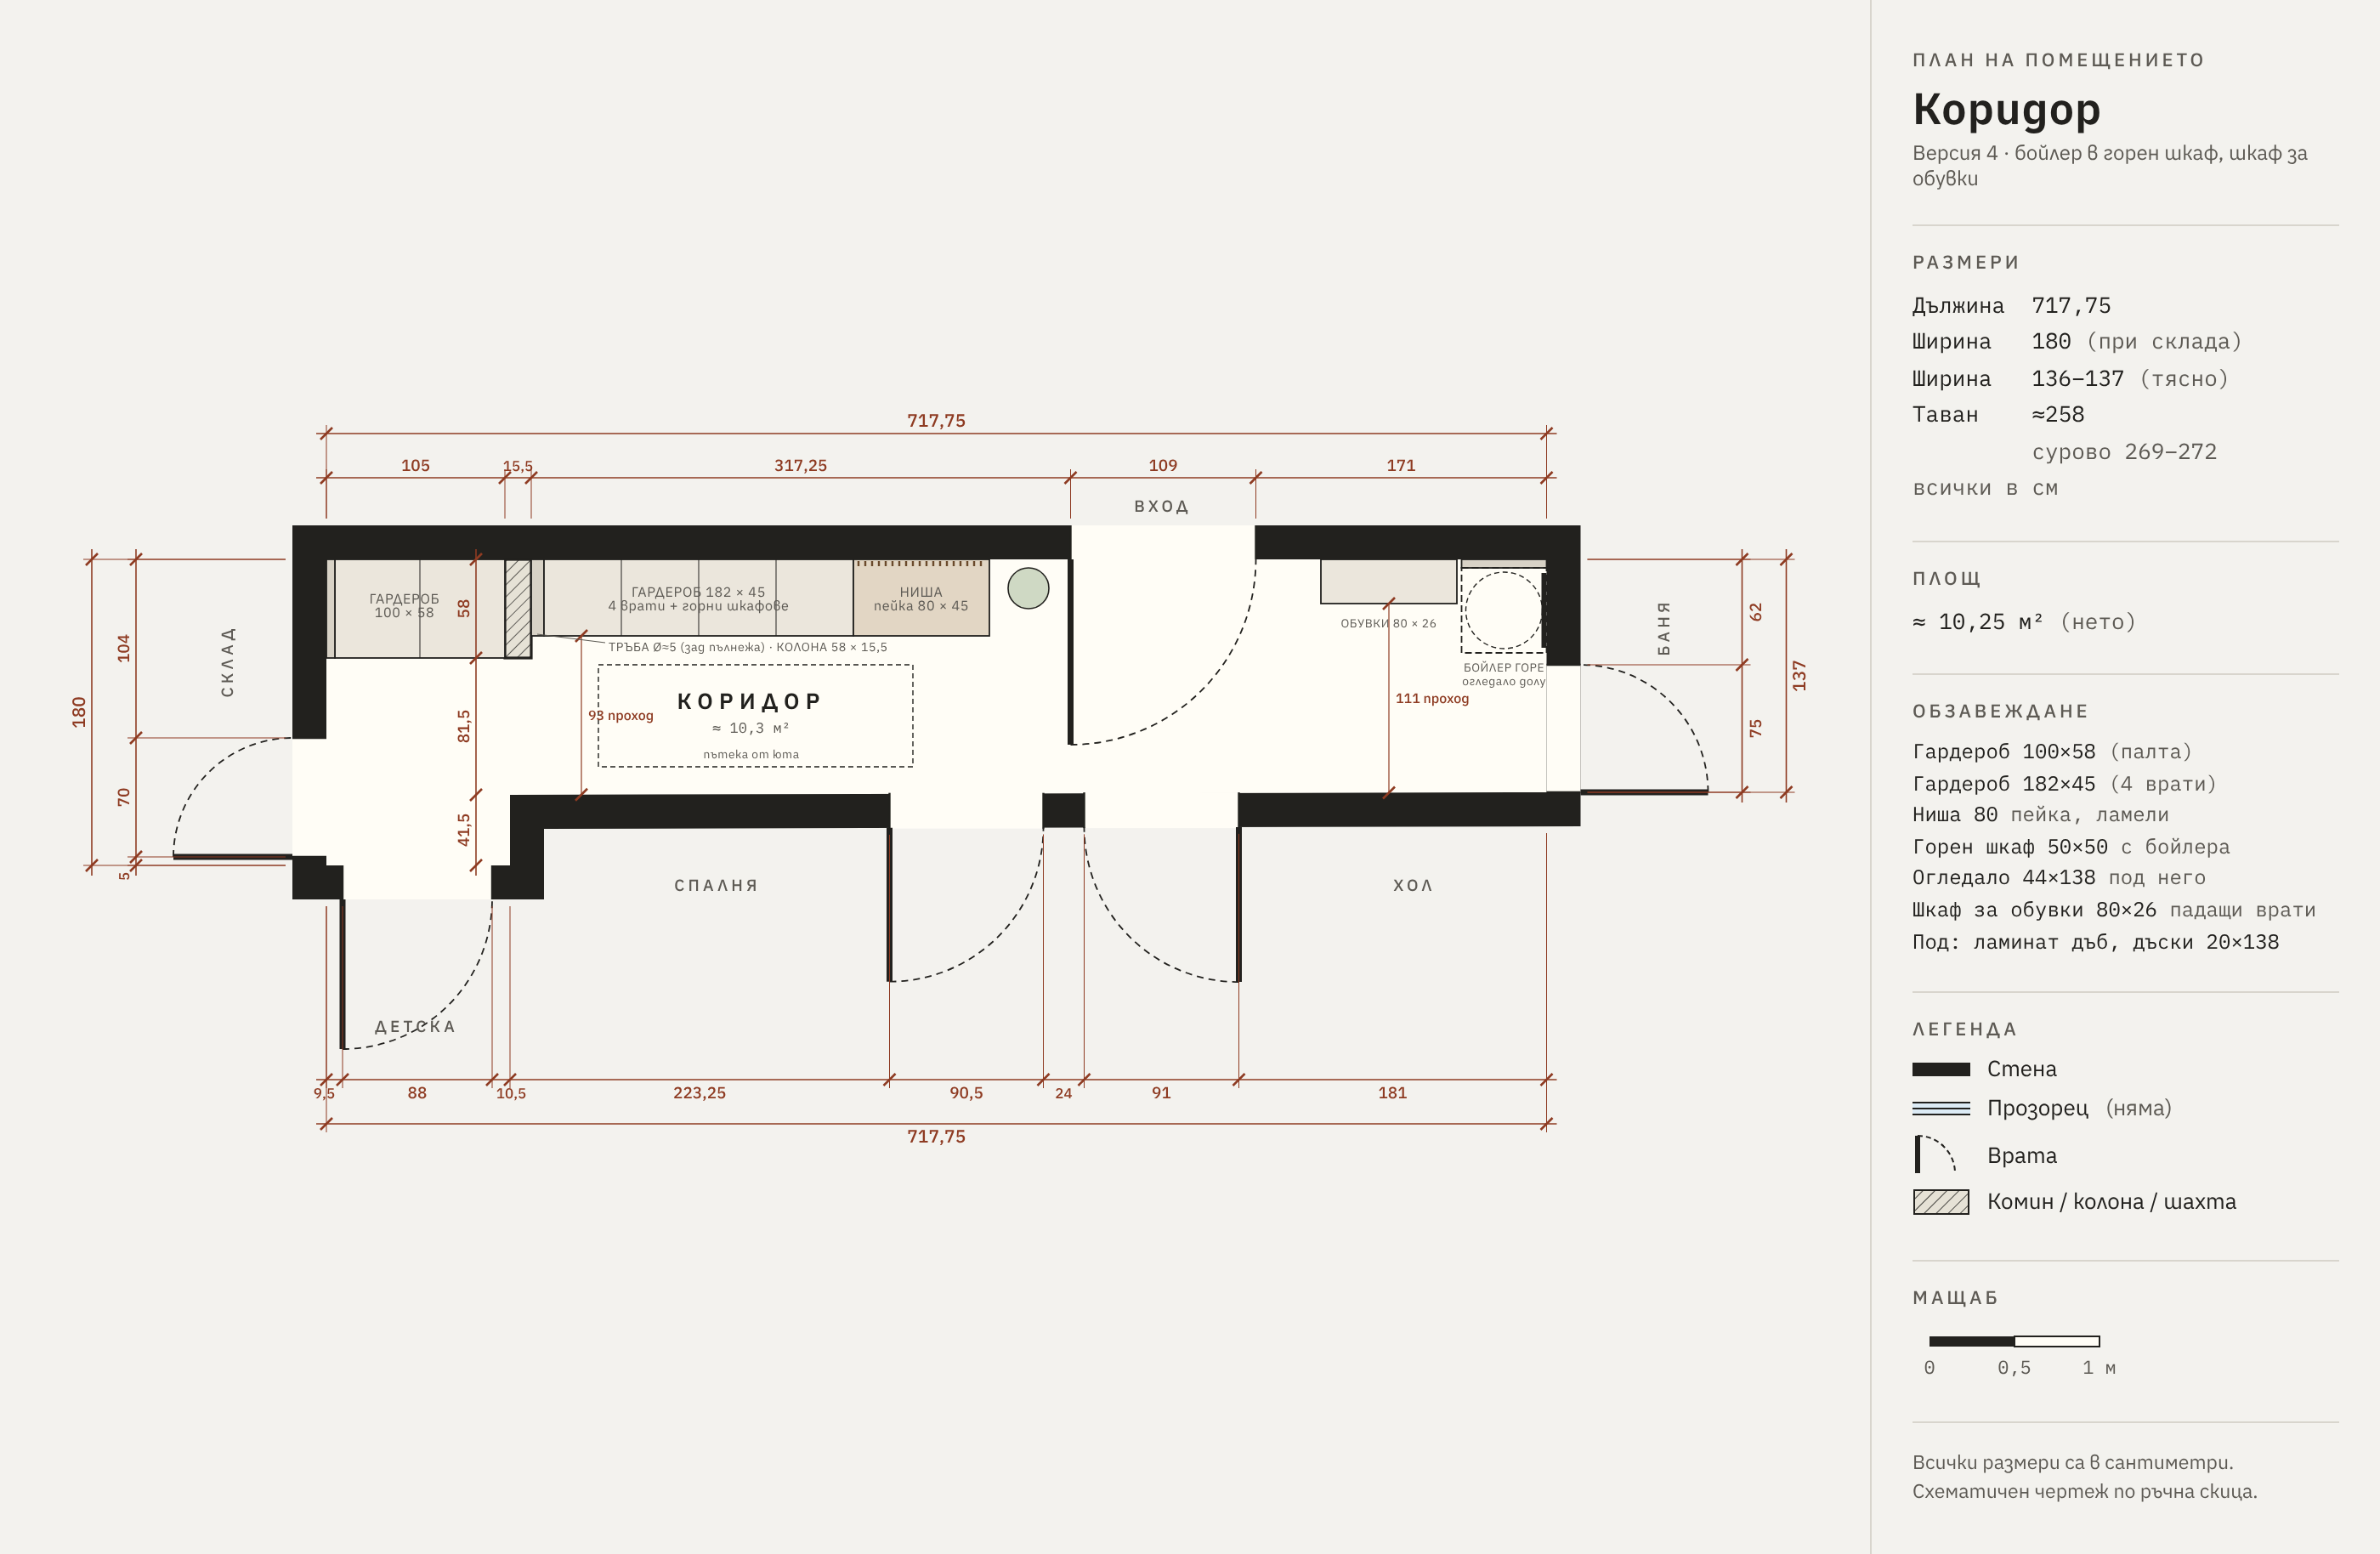 717,75
105
15,5
317,25
109
171
ВХОД
ГАРДЕРОБ
100 × 58
58
ГАРДЕРОБ 182 × 45
4 врати + горни шкафове
НИША
пейка 80 × 45
ТРЪБА Ø≈5 (зад пълнежа) · КОЛОНА 58 × 15,5
ОБУВКИ 80 × 26
БОЙЛЕР ГОРЕ
огледало долу
КОРИДОР
≈ 10,3 м²
пътека от юта
93 проход
111 проход
81,5
41,5
180
104
70
5
СКЛАД
БАНЯ
62
75
137
СПАЛНЯ
ХОЛ
ДЕТСКА
9,5
88
10,5
223,25
90,5
24
91
181
717,75
ПЛАН НА ПОМЕЩЕНИЕТО
Коридор
Версия 4 · бойлер в горен шкаф, шкаф за
обувки
РАЗМЕРИ
Дължина 717,75
Ширина 180 (при склада)
Ширина 136–137 (тясно)
Таван ≈258
сурово 269–272
всички в см
ПЛОЩ
≈ 10,25 м² (нето)
ОБЗАВЕЖДАНЕ
Гардероб 100×58 (палта)
Гардероб 182×45 (4 врати)
Ниша 80 пейка, ламели
Горен шкаф 50×50 с бойлера
Огледало 44×138 под него
Шкаф за обувки 80×26 падащи врати
Под: ламинат дъб, дъски 20×138
ЛЕГЕНДА
Стена
Прозорец (няма)
Врата
Комин / колона / шахта
МАЩАБ
0 0,5 1 м
Всички размери са в сантиметри.
Схематичен чертеж по ръчна скица.